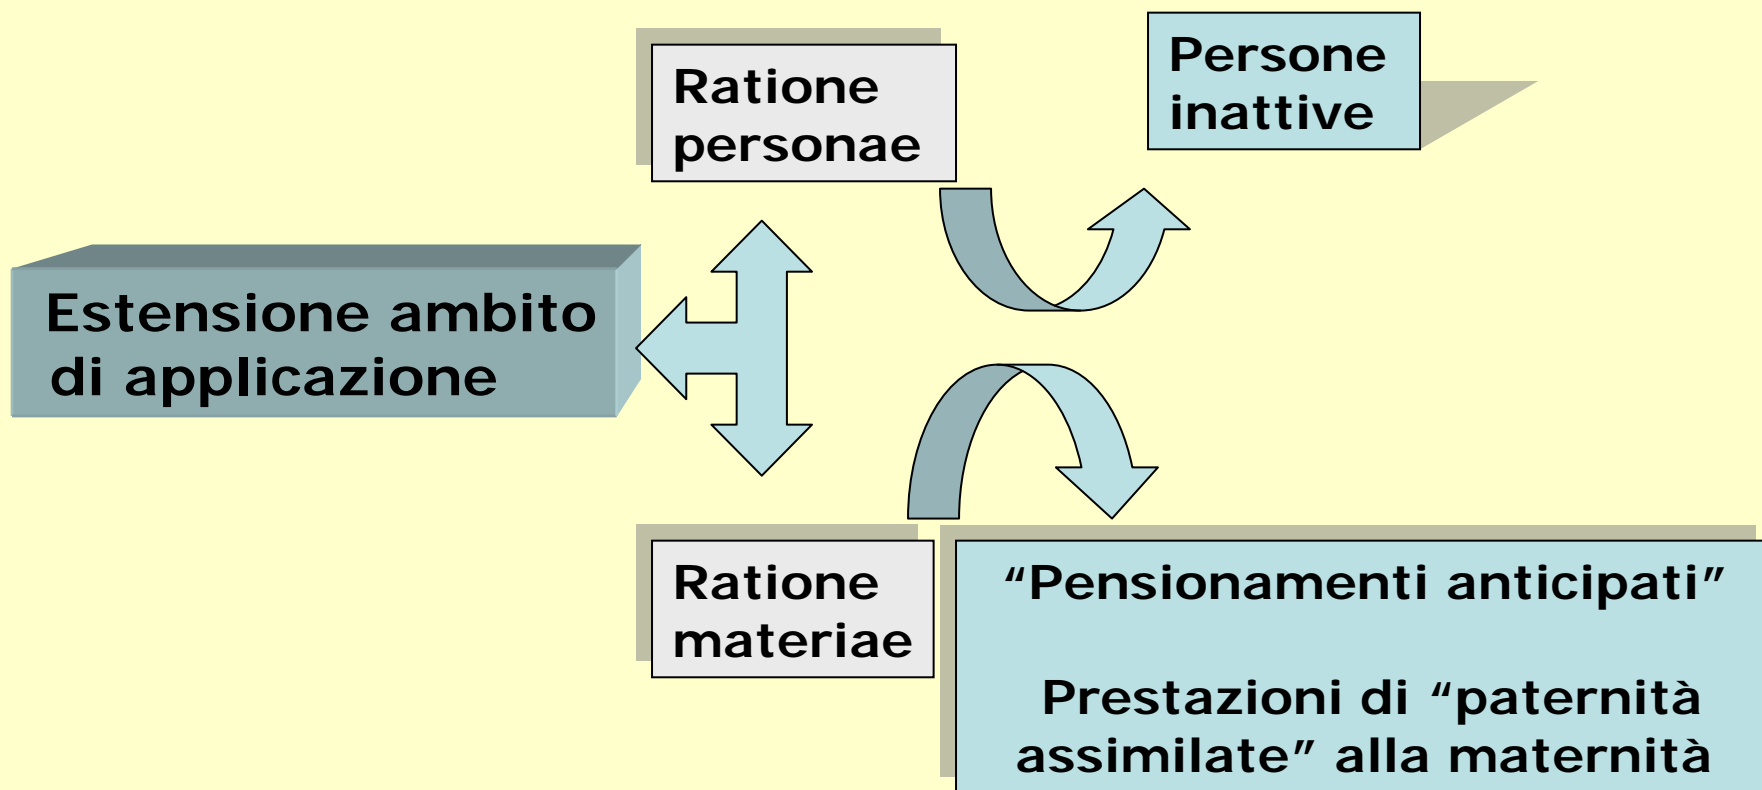 Ratione
personae
Persone
inattive
Estensione ambito
di applicazione
Ratione
materiae
“Pensionamenti anticipati”
Prestazioni di “paternità
assimilate” alla maternità